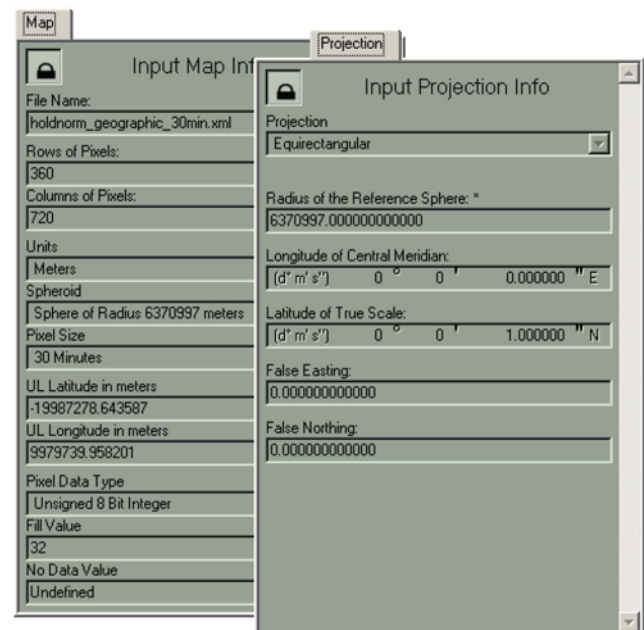 Map
Input Map Inf
File Name:
holdnorm_geographic_30min.xml
Rows of Pixels:
360
Columns of Pixels:
720
Units
Meters
Spheroid
Sphere of Radius 6370997 meters
Pixel Size
30 Minutes
UL Latitude in meters
-19987278.643587
UL Longitude in meters
9979739.958201
Pixel Data Type
Unsigned 8 Bit Integer
Fill Value
32
No Data Value
Undefined
Projection
Input Projection Info
Projection
Equirectangular
Radius of the Reference Sphere: *
6370997.000000000000
Longitude of Central Meridian:
(d° m' s") 0 ° 0 ' 0.000000 " E
Latitude of True Scale:
(d° m' s") 0 ° 0 ' 1.000000 " N
False Easting:
0.000000000000
False Northing:
0.000000000000